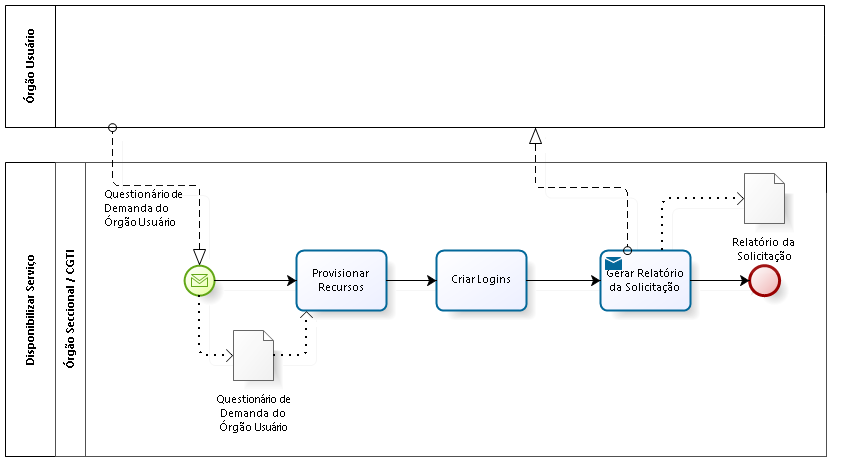 Órgão Usuário
Questionário de
Demanda do
Órgão Usuário
Disponibilizar Serviço
Órgão Seccional / CGTI
Provisionar
Recursos
Criar Logins
Gerar Relatório
da Solicitação
Relatório da
Solicitação
Questionário de
Demanda do
Órgão Usuário